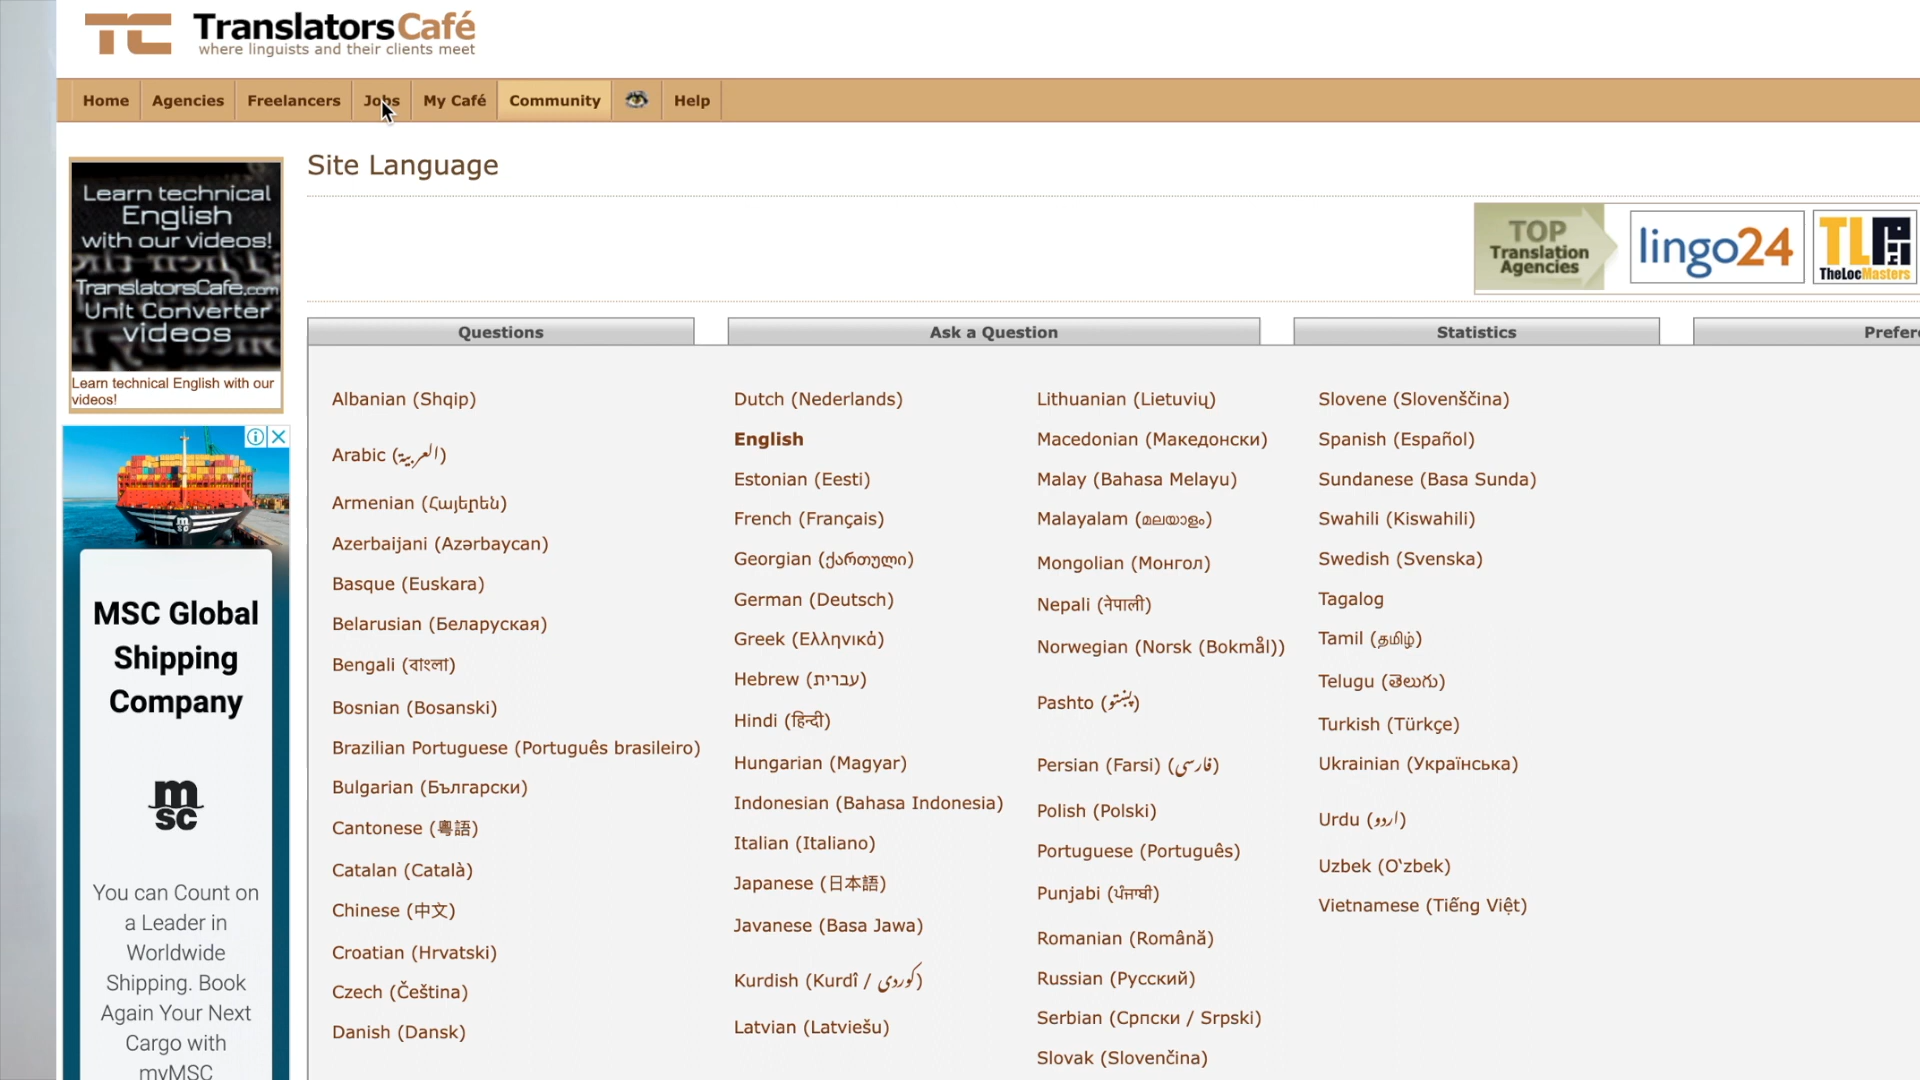 TC TranslatorsCafé
where linguists and their clients meet
Home Agencies Freelancers Jobs My Café Community Help
Site Language
Learn technical
English
with our videos!
TranslatorsCafe.com
Unit Converter
videos
Learn technical English with our
videos!
TOP
Translation
Agencies
lingo24
TL
TheLocMasters
Questions Ask a Question Statistics Prefer
Albanian (Shqip)
Arabic (العربية)
Armenian (Հայերեն)
Azerbaijani (Azərbaycan)
Basque (Euskara)
Belarusian (Беларуская)
Bengali (বাংলা)
Bosnian (Bosanski)
Brazilian Portuguese (Português brasileiro)
Bulgarian (Български)
Cantonese (粵語)
Catalan (Català)
Chinese (中文)
Croatian (Hrvatski)
Czech (Čeština)
Danish (Dansk)
Dutch (Nederlands)
English
Estonian (Eesti)
French (Français)
Georgian (ქართული)
German (Deutsch)
Greek (Ελληνικά)
Hebrew (עברית)
Hindi (हिन्दी)
Hungarian (Magyar)
Indonesian (Bahasa Indonesia)
Italian (Italiano)
Japanese (日本語)
Javanese (Basa Jawa)
Kurdish (Kurdî / کوردی)
Latvian (Latviešu)
Lithuanian (Lietuvių)
Macedonian (Македонски)
Malay (Bahasa Melayu)
Malayalam (മലയാളം)
Mongolian (Монгол)
Nepali (नेपाली)
Norwegian (Norsk (Bokmål))
Pashto (پښتو)
Persian (Farsi) (فارسی)
Polish (Polski)
Portuguese (Português)
Punjabi (ਪੰਜਾਬੀ)
Romanian (Română)
Russian (Русский)
Serbian (Српски / Srpski)
Slovak (Slovenčina)
Slovene (Slovenščina)
Spanish (Español)
Sundanese (Basa Sunda)
Swahili (Kiswahili)
Swedish (Svenska)
Tagalog
Tamil (தமிழ்)
Telugu (తెలుగు)
Turkish (Türkçe)
Ukrainian (Українська)
Urdu (اردو)
Uzbek (O‘zbek)
Vietnamese (Tiếng Việt)
MSC Global
Shipping
Company
m
sc
You can Count on
a Leader in
Worldwide
Shipping. Book
Again Your Next
Cargo with
myMSC